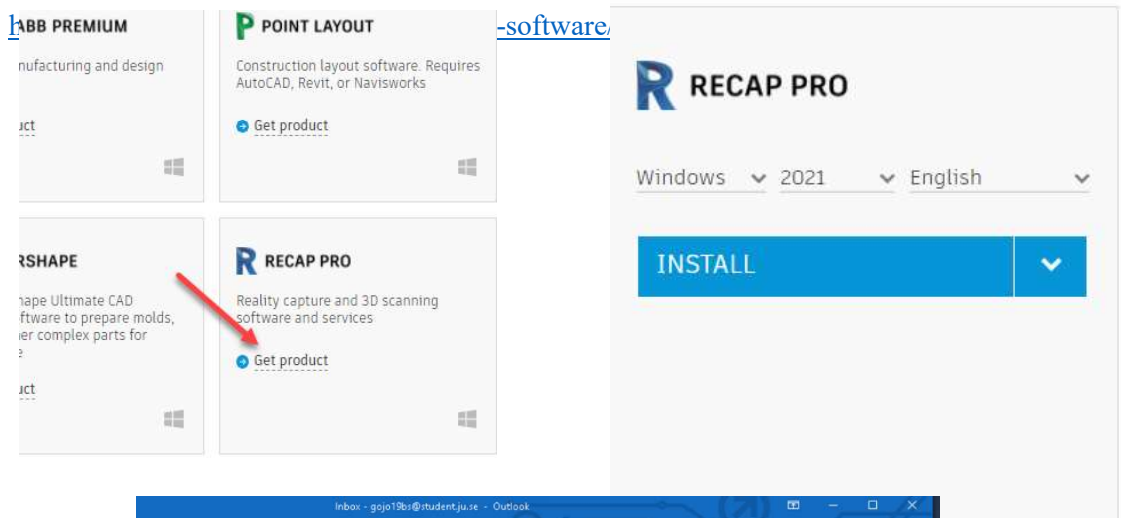 h
-software/
ABB PREMIUM
nufacturing and design
uct
POINT LAYOUT
Construction layout software. Requires
AutoCAD, Revit, or Navisworks
Get product
RSHAPE
hape Ultimate CAD
ftware to prepare molds,
er complex parts for
e
uct
RECAP PRO
Reality capture and 3D scanning
software and services
Get product
RECAP PRO
Windows 2021 English
INSTALL
Inbox - gojo19bs@student.ju.se - Outlook